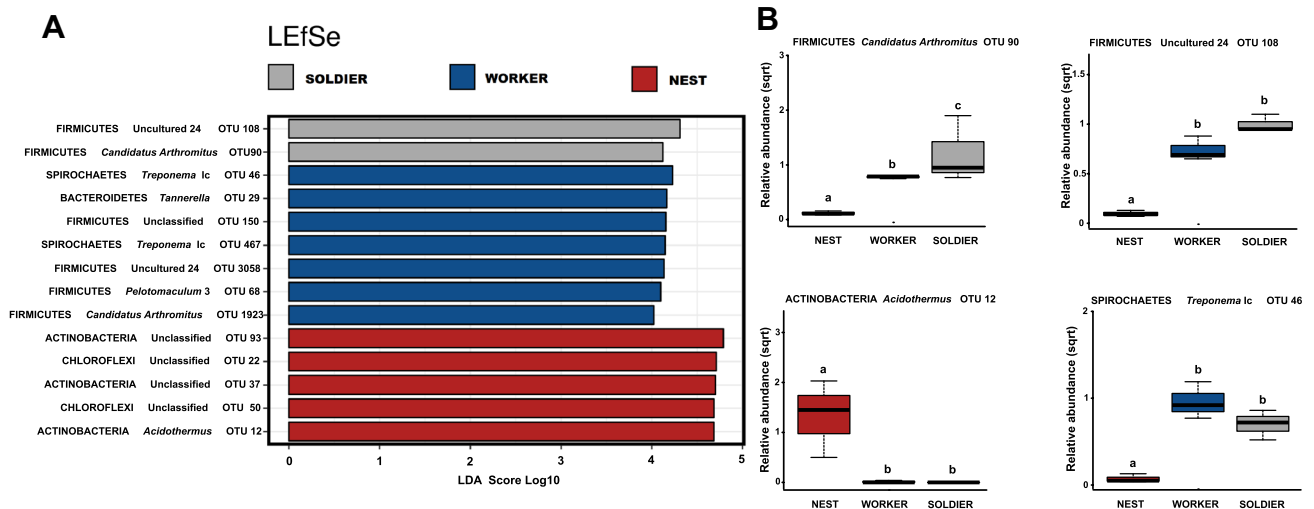 A
LEfSe
SOLDIER WORKER NEST
FIRMICUTES Uncultured 24 OTU 108
FIRMICUTES Candidatus Arthromitus OTU90
SPIROCHAETES Treponema Ic OTU 46
BACTEROIDETES Tannerella OTU 29
FIRMICUTES Unclassified OTU 150
SPIROCHAETES Treponema Ic OTU 467
FIRMICUTES Uncultured 24 OTU 3058
FIRMICUTES Pelotomaculum 3 OTU 68
FIRMICUTES Candidatus Arthromitus OTU 1923
ACTINOBACTERIA Unclassified OTU 93
CHLOROFLEXI Unclassified OTU 22
ACTINOBACTERIA Unclassified OTU 37
CHLOROFLEXI Unclassified OTU 50
ACTINOBACTERIA Acidothermus OTU 12
0 1 2 3 4 5
LDA Score Log10
B
FIRMICUTES Candidatus Arthromitus OTU 90
Relative abundance (sqrt)
3
2
1
0
a
b
c
NEST WORKER SOLDIER
FIRMICUTES Uncultured 24 OTU 108
Relative abundance (sqrt)
1.5
1
0.5
0
a
b
b
NEST WORKER SOLDIER
ACTINOBACTERIA Acidothermus OTU 12
Relative abundance (sqrt)
3
2
1
0
a
b
b
NEST WORKER SOLDIER
SPIROCHAETES Treponema Ic OTU 46
Relative abundance (sqrt)
2
1
0
a
b
b
NEST WORKER SOLDIER